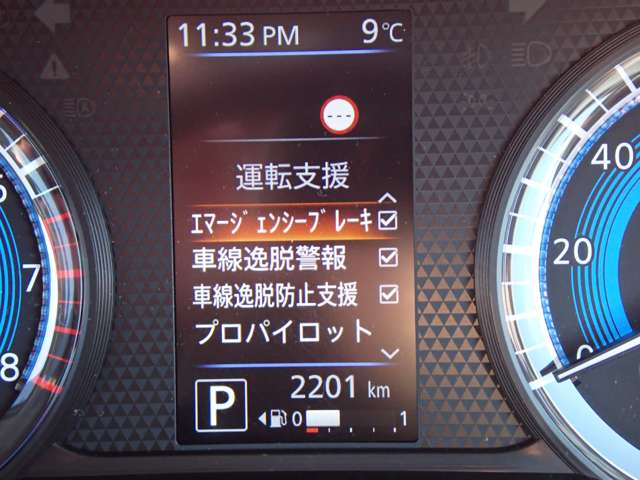 11:33 PM 9℃
---
運転支援
ｴﾏｰｼﾞｪﾝｼｰﾌﾞﾚｰｷ
車線逸脱警報
車線逸脱防止支援
プロパイロット
P 2201 km
0 1
6
7
8
40
20
0